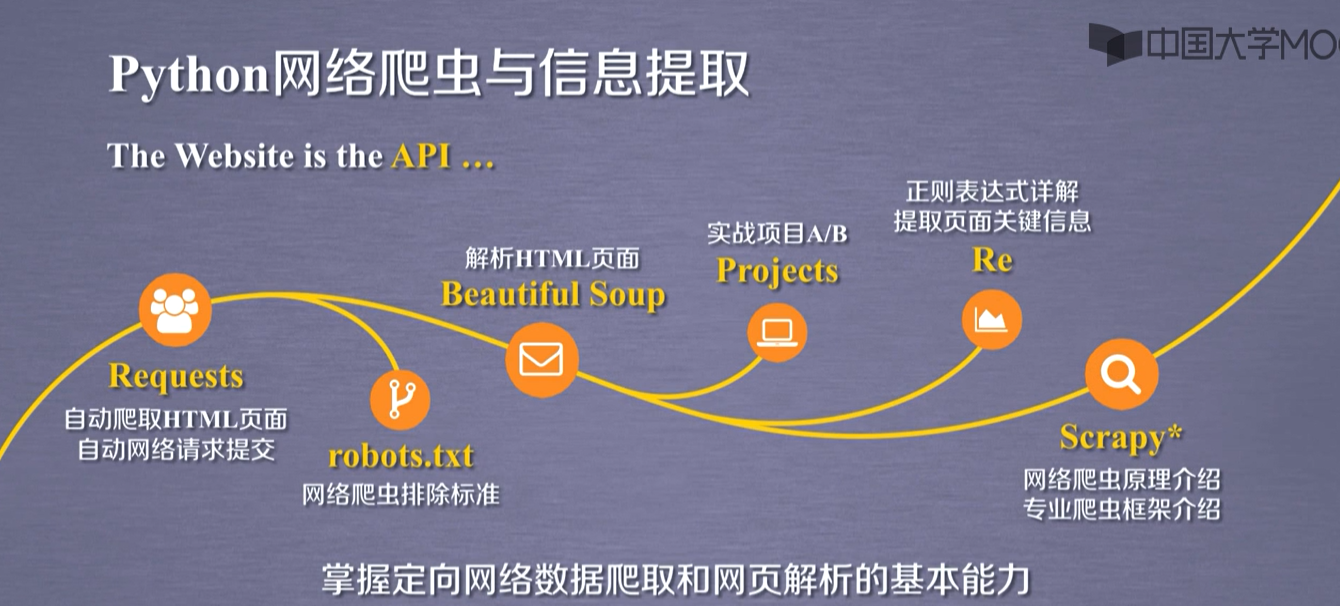 中国大学MO
Python网络爬虫与信息提取
The Website is the API …
Requests
自动爬取HTML页面
自动网络请求提交
robots.txt
网络爬虫排除标准
解析HTML页面
Beautiful Soup
实战项目A/B
Projects
正则表达式详解
提取页面关键信息
Re
Scrapy*
网络爬虫原理介绍
专业爬虫框架介绍
掌握定向网络数据爬取和网页解析的基本能力